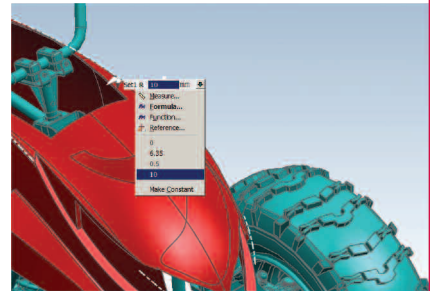 Set1 R 10 mm
Measure...
Formula...
Function...
Reference...
0
6.35
0.5
10
Make Constant